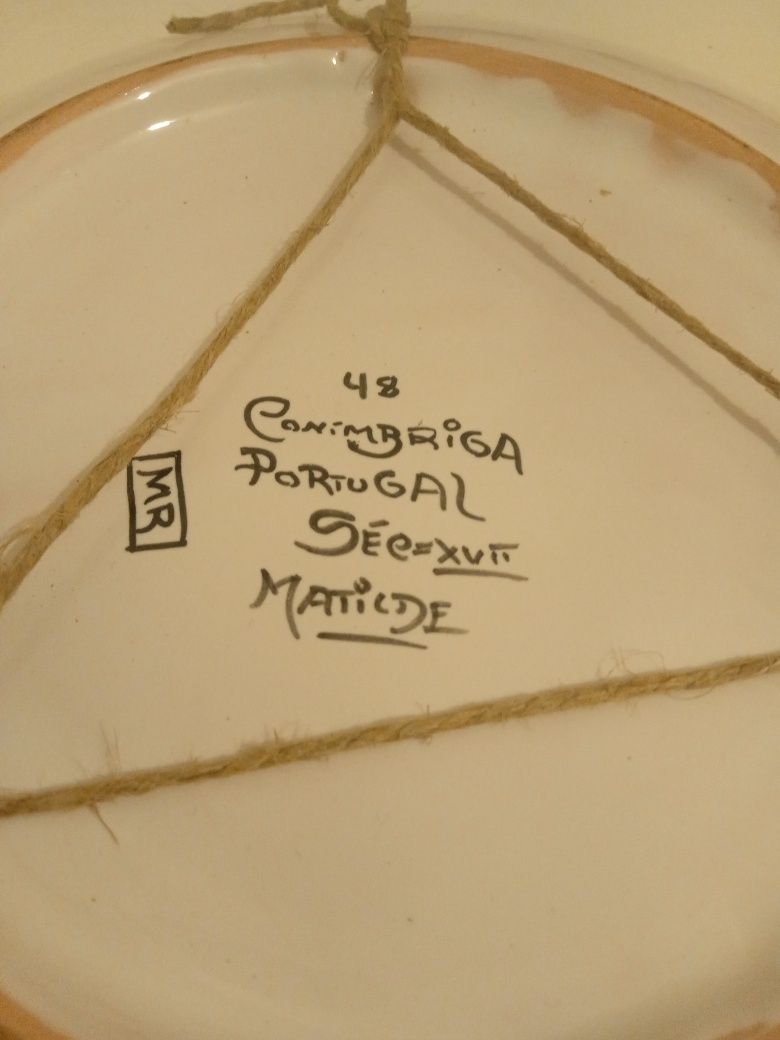 48
CONIMBRIGA
PORTUGAL
SÉC=XVII
MATILDE
MR